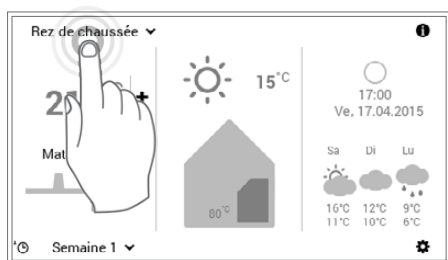 Rez de chaussée
15°C
17:00
Ve, 17.04.2015
Mat
Sa Di Lu
80°C
16°C 12°C 9°C
11°C 10°C 6°C
Semaine 1